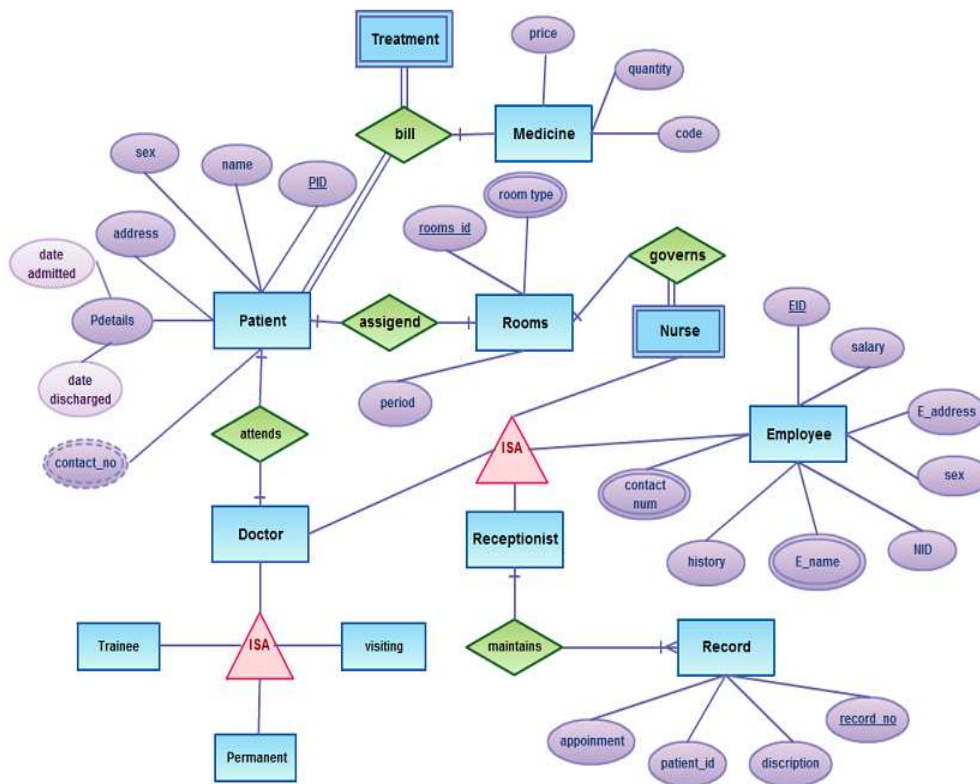 Treatment
price
quantity
bill
Medicine
code
sex
name
PID
room type
address
rooms_id
date
admitted
governs
Pdetails
Patient
assigend
Rooms
Nurse
EID
salary
date
discharged
period
E_address
attends
ISA
Employee
contact_no
contact
num
sex
Doctor
Receptionist
history
E_name
NID
Trainee
ISA
visiting
maintains
Record
Permanent
appoinment
patient_id
discription
record_no